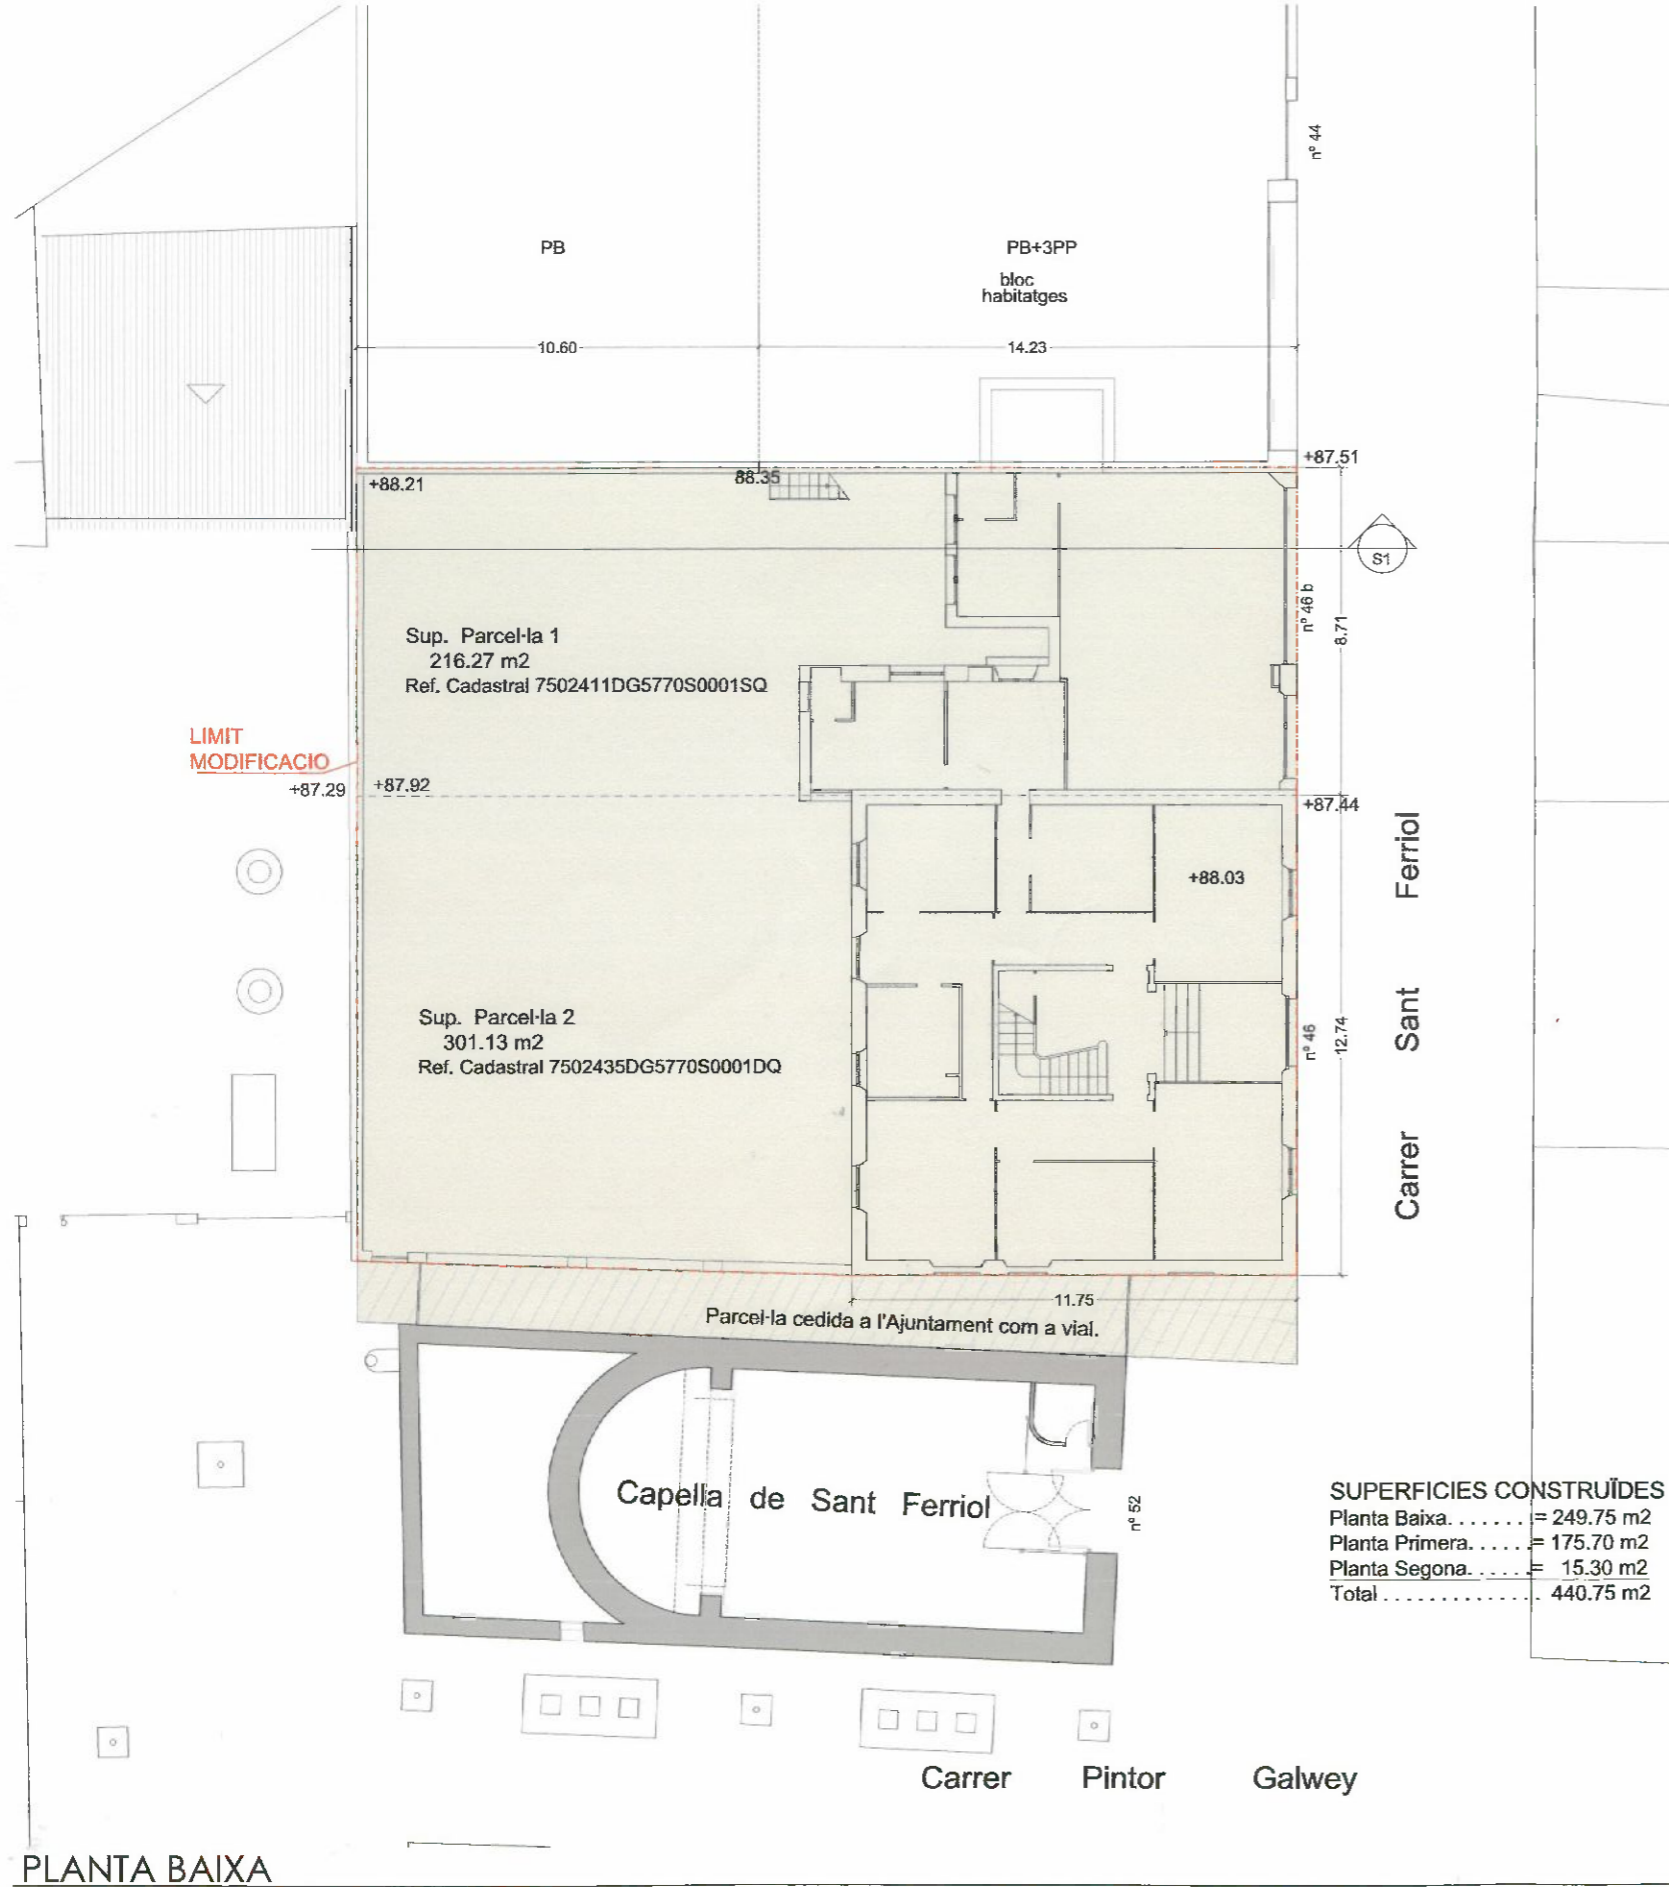 nº 44
PB
PB+3PP
bloc
habitatges
10.60
14.23
+87.51
+88.21
88.35
S1
nº 46 b
8.71
Sup. Parcel·la 1
216.27 m2
Ref. Cadastral 7502411DG5770S0001SQ
LIMIT
MODIFICACIO
+87.29
+87.92
+87.44
+88.03
Carrer Sant Ferriol
Sup. Parcel·la 2
301.13 m2
Ref. Cadastral 7502435DG5770S0001DQ
nº 46
12.74
11.75
Parcel·la cedida a l'Ajuntament com a vial.
Capella de Sant Ferriol
nº 52
SUPERFICIES CONSTRUÏDES
Planta Baixa. . . . . . . .= 249.75 m2
Planta Primera. . . . . .= 175.70 m2
Planta Segona. . . . . .= 15.30 m2
Total . . . . . . . . . . . . . . 440.75 m2
Carrer Pintor Galwey
PLANTA BAIXA